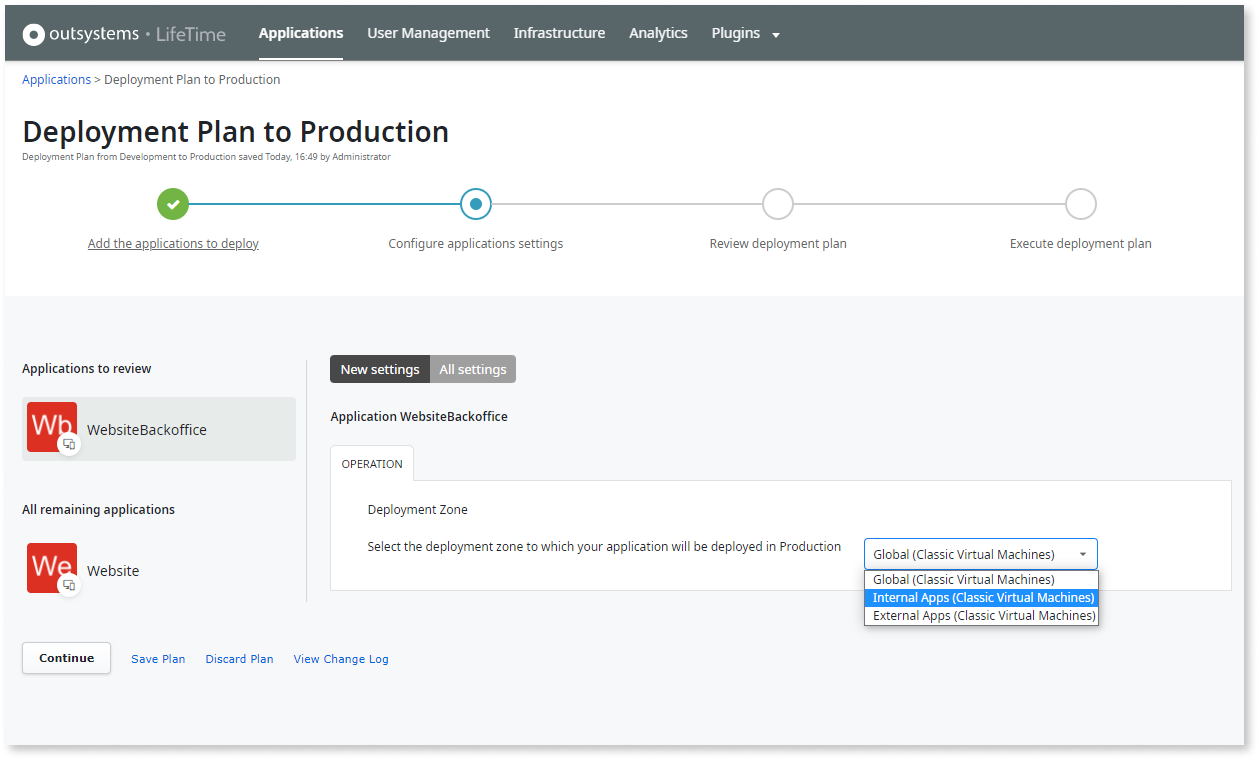 outsystems • LifeTime Applications User Management Infrastructure Analytics Plugins
Applications > Deployment Plan to Production
Deployment Plan to Production
Deployment Plan from Development to Production saved Today, 16:49 by Administrator
Add the applications to deploy Configure applications settings Review deployment plan Execute deployment plan
Applications to review
Wb WebsiteBackoffice
All remaining applications
We Website
New settings All settings
Application WebsiteBackoffice
OPERATION
Deployment Zone
Select the deployment zone to which your application will be deployed in Production Global (Classic Virtual Machines)
Global (Classic Virtual Machines)
Internal Apps (Classic Virtual Machines)
External Apps (Classic Virtual Machines)
Continue Save Plan Discard Plan View Change Log